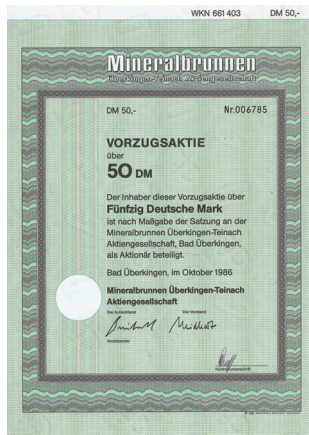 WKN 661 403 DM 50,-
Mineralbrunnen
Überkingen-Teinach Aktiengesellschaft
DM 50,- Nr.006785
VORZUGSAKTIE
über
50 DM
Der Inhaber dieser Vorzugsaktie über
Fünfzig Deutsche Mark
ist nach Maßgabe der Satzung an der
Mineralbrunnen Überkingen-Teinach
Aktiengesellschaft, Bad Überkingen,
als Aktionär beteiligt.
Bad Überkingen, im Oktober 1986
Mineralbrunnen Überkingen-Teinach
Aktiengesellschaft
Der Aufsichtsrat Der Vorstand
Vorsitzender
Kontrollunterschrift